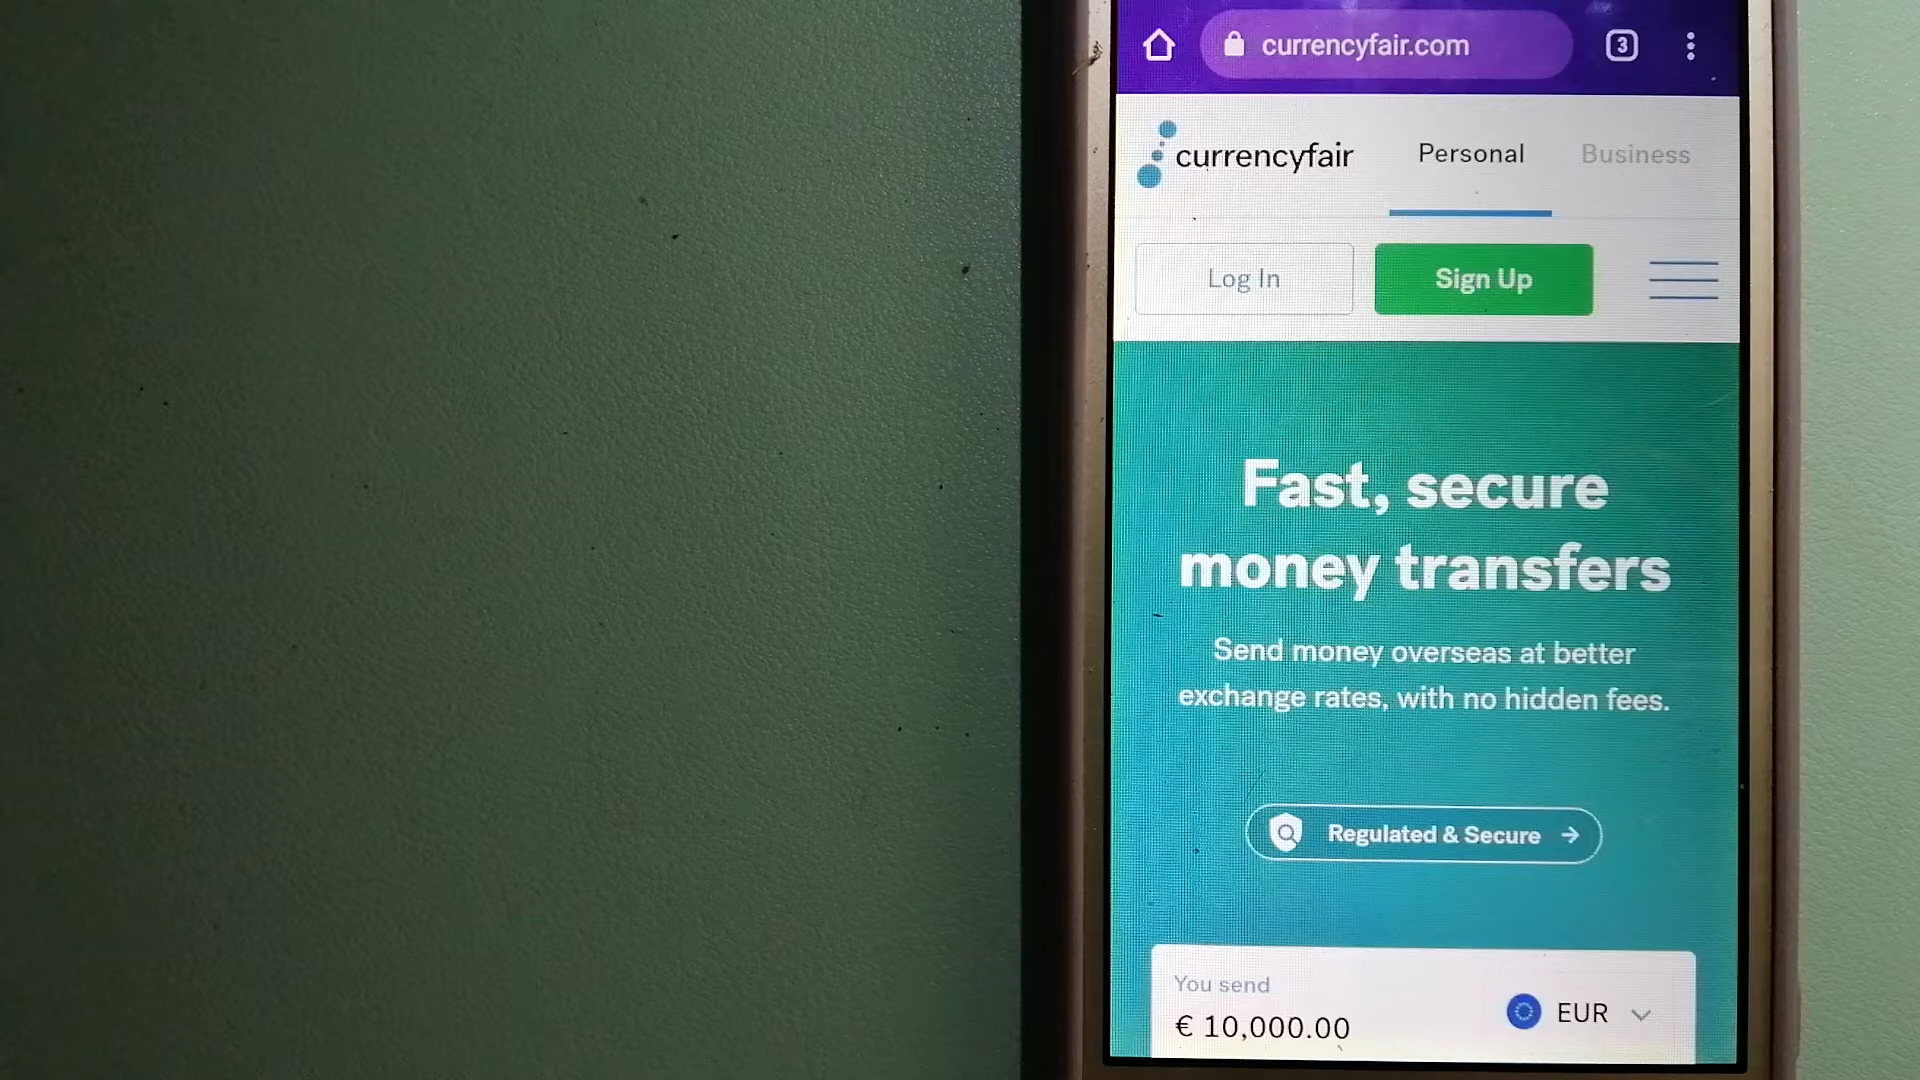 currencyfair.com
3
currencyfair
Personal
Business
Log In
Sign Up
Fast, secure
money transfers
Send money overseas at better
exchange rates, with no hidden fees.
Regulated & Secure →
You send
€ 10,000.00
EUR